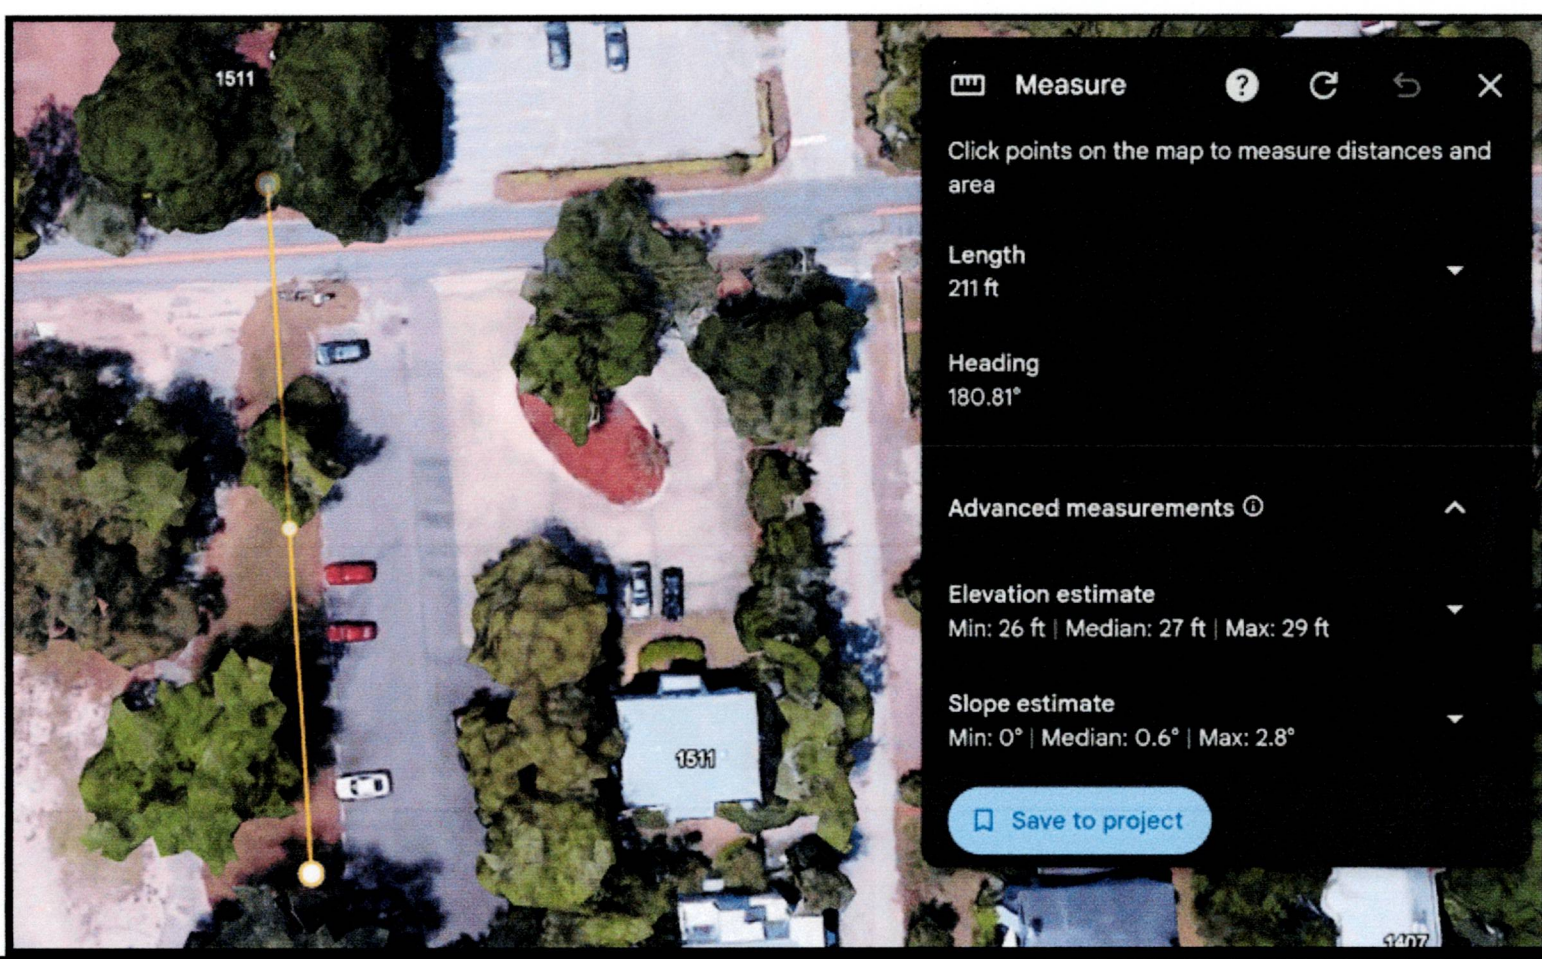 1511
Measure
Click points on the map to measure distances and
area
Length
211 ft
Heading
180.81°
Advanced measurements
Elevation estimate
Min: 26 ft | Median: 27 ft | Max: 29 ft
Slope estimate
Min: 0° | Median: 0.6° | Max: 2.8°
Save to project
1511
1407